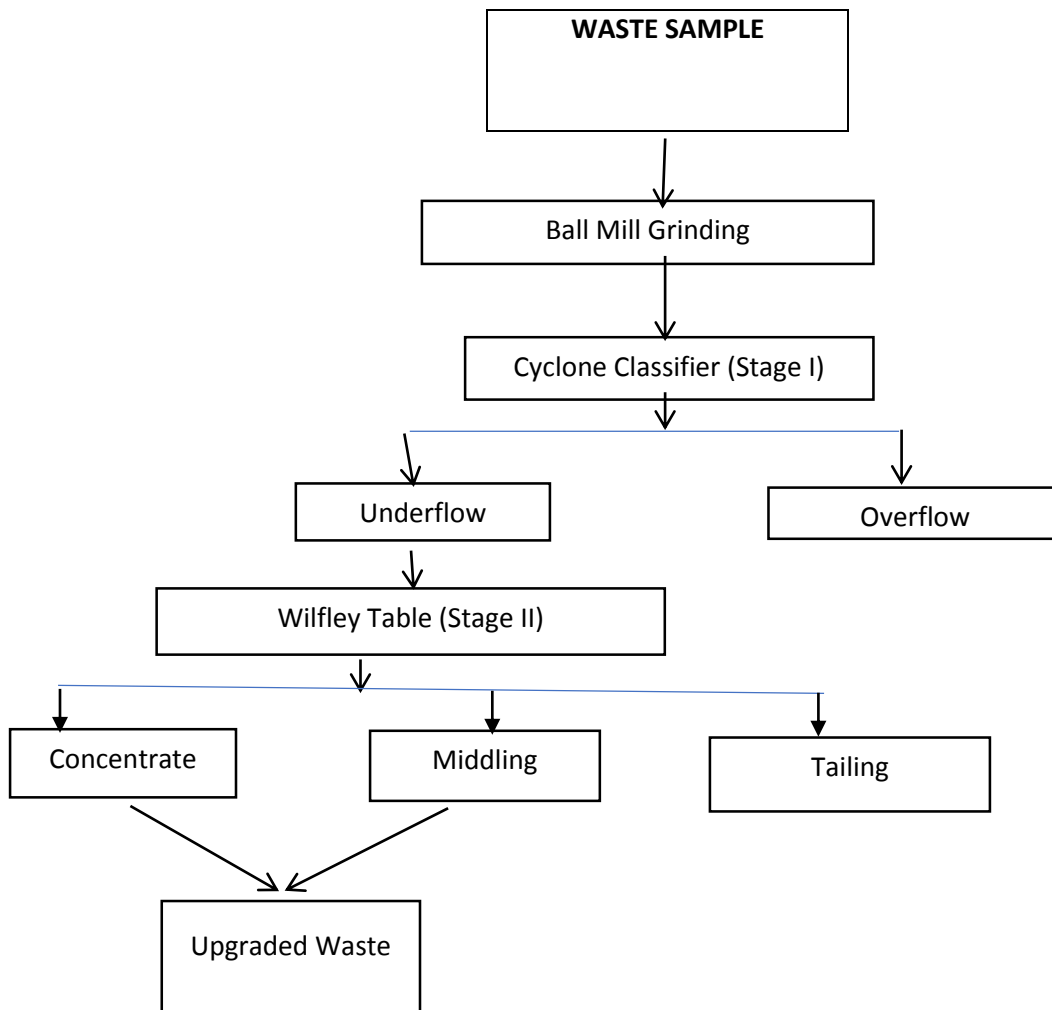 WASTE SAMPLE
Ball Mill Grinding
Cyclone Classifier (Stage I)
Underflow
Overflow
Wilfley Table (Stage II)
Concentrate
Middling
Tailing
Upgraded Waste